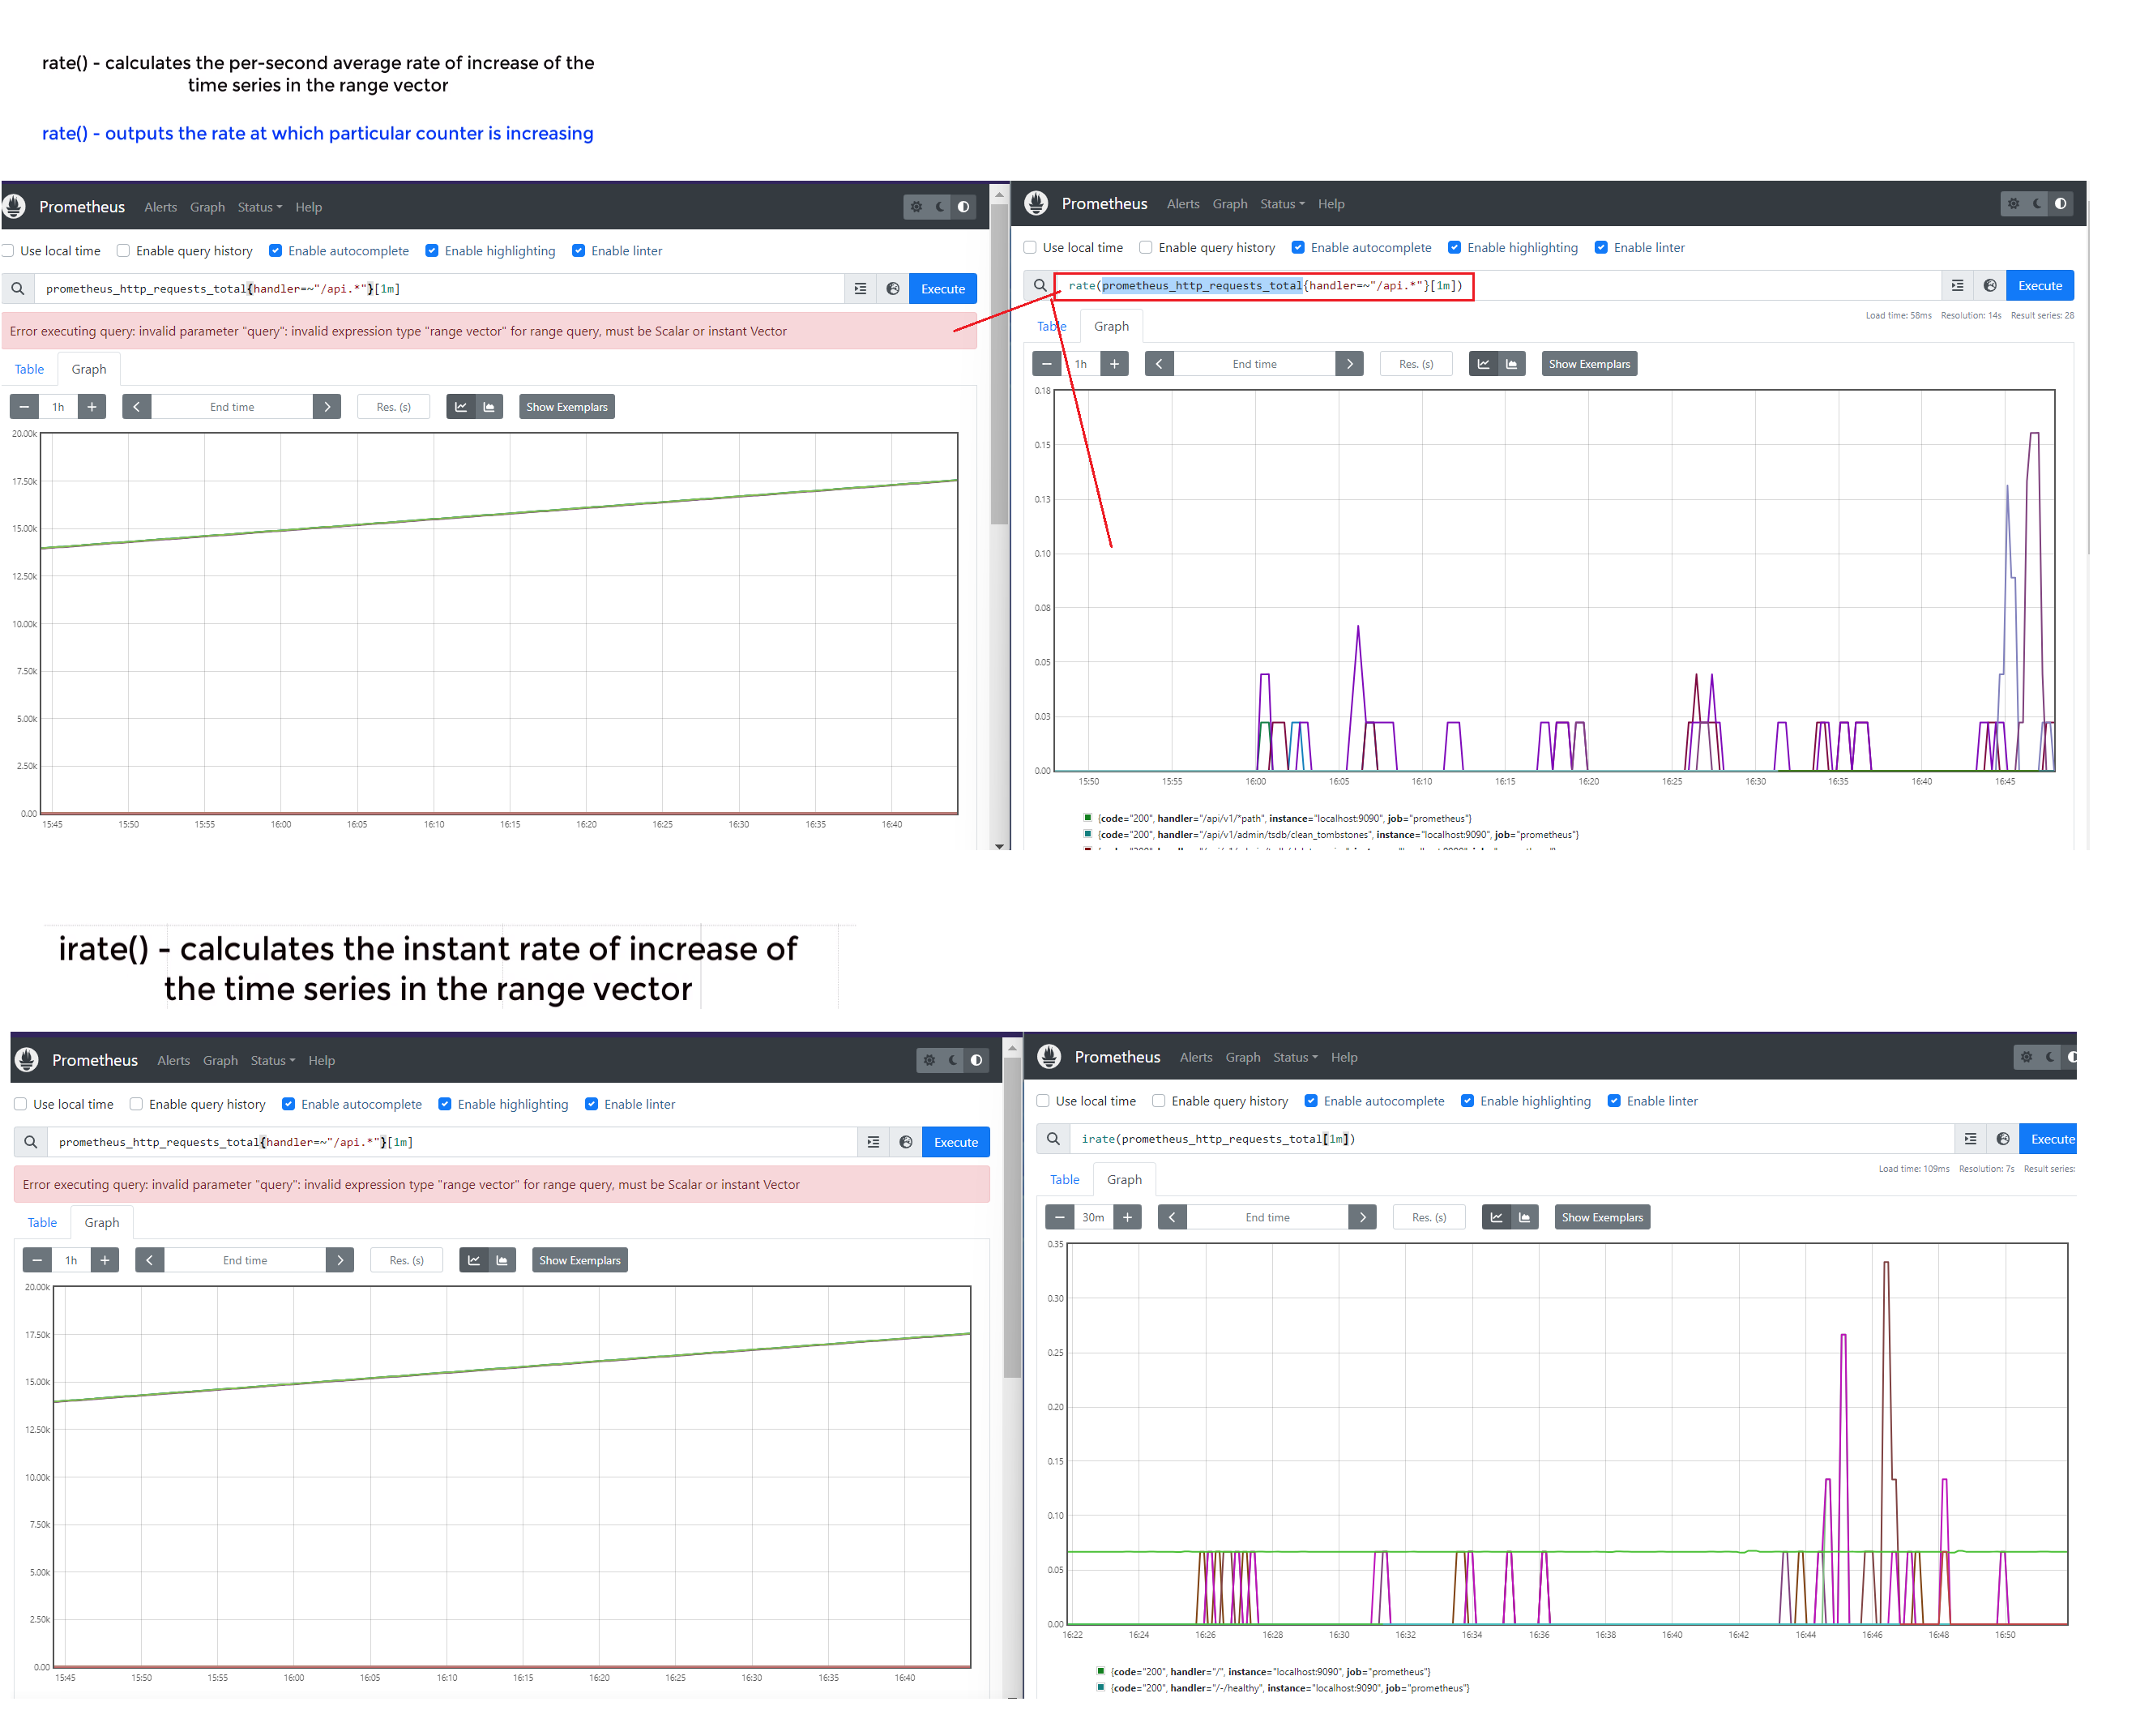 rate() - calculates the per-second average rate of increase of the
time series in the range vector
rate() - outputs the rate at which particular counter is increasing
Prometheus Alerts Graph Status Help
Use local time Enable query history Enable autocomplete Enable highlighting Enable linter
prometheus_http_requests_total{handler=~"/api.*"}[1m] Execute
Error executing query: invalid parameter "query": invalid expression type "range vector" for range query, must be Scalar or instant Vector
Table Graph
1h End time Res. (s) Show Exemplars
20.00k
17.50k
15.00k
12.50k
10.00k
7.50k
5.00k
2.50k
0.00
15:45 15:50 15:55 16:00 16:05 16:10 16:15 16:20 16:25 16:30 16:35 16:40
Prometheus Alerts Graph Status Help
Use local time Enable query history Enable autocomplete Enable highlighting Enable linter
rate(prometheus_http_requests_total{handler=~"/api.*"}[1m]) Execute
Load time: 58ms Resolution: 14s Result series: 28
Table Graph
1h End time Res. (s) Show Exemplars
0.18
0.15
0.13
0.10
0.08
0.05
0.03
0.00
15:50 15:55 16:00 16:05 16:10 16:15 16:20 16:25 16:30 16:35 16:40 16:45
{code="200", handler="/api/v1/*path", instance="localhost:9090", job="prometheus"}
{code="200", handler="/api/v1/admin/tsdb/clean_tombstones", instance="localhost:9090", job="prometheus"}
irate() - calculates the instant rate of increase of
the time series in the range vector
Prometheus Alerts Graph Status Help
Use local time Enable query history Enable autocomplete Enable highlighting Enable linter
prometheus_http_requests_total{handler=~"/api.*"}[1m] Execute
Error executing query: invalid parameter "query": invalid expression type "range vector" for range query, must be Scalar or instant Vector
Table Graph
1h End time Res. (s) Show Exemplars
20.00k
17.50k
15.00k
12.50k
10.00k
7.50k
5.00k
2.50k
0.00
15:45 15:50 15:55 16:00 16:05 16:10 16:15 16:20 16:25 16:30 16:35 16:40
Prometheus Alerts Graph Status Help
Use local time Enable query history Enable autocomplete Enable highlighting Enable linter
irate(prometheus_http_requests_total[1m]) Execute
Load time: 109ms Resolution: 7s Result series:
Table Graph
30m End time Res. (s) Show Exemplars
0.35
0.30
0.25
0.20
0.15
0.10
0.05
0.00
16:22 16:24 16:26 16:28 16:30 16:32 16:34 16:36 16:38 16:40 16:42 16:44 16:46 16:48 16:50
{code="200", handler="/", instance="localhost:9090", job="prometheus"}
{code="200", handler="/-/healthy", instance="localhost:9090", job="prometheus"}